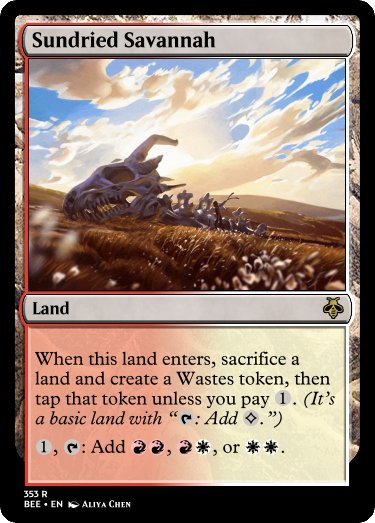 Sundried Savannah
Land
When this land enters, sacrifice a
land and create a Wastes token, then
tap that token unless you pay {1}. (It's
a basic land with “{T}: Add {C}.”)
{1}, {T}: Add {R}{R}, {R}{W}, or {W}{W}.
353 R
BEE • EN Aliya Chen